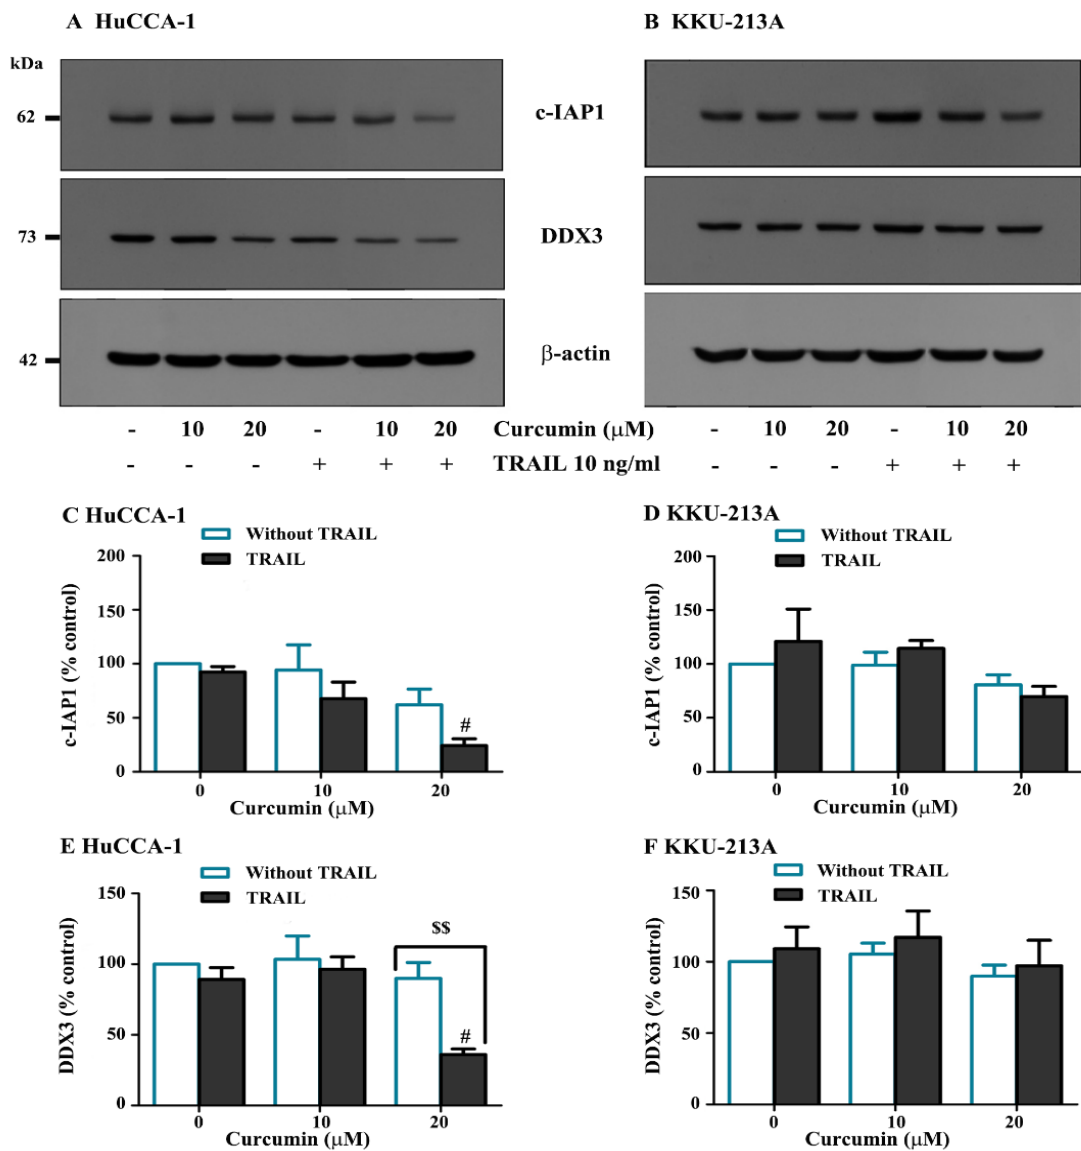 A HuCCA-1
B KKU-213A
kDa
62
c-IAP1
73
DDX3
42
β-actin
- 10 20 - 10 20 Curcumin (μM) - 10 20 - 10 20
- - - + + + TRAIL 10 ng/ml - - - + + +
C HuCCA-1
Without TRAIL
TRAIL
200
150
100
50
0
c-IAP1 (% control)
#
0 10 20
Curcumin (μM)
D KKU-213A
Without TRAIL
TRAIL
200
150
100
50
0
c-IAP1 (% control)
0 10 20
Curcumin (μM)
E HuCCA-1
Without TRAIL
TRAIL
150
100
50
0
DDX3 (% control)
$$
#
0 10 20
Curcumin (μM)
F KKU-213A
Without TRAIL
TRAIL
150
100
50
0
DDX3 (% control)
0 10 20
Curcumin (μM)